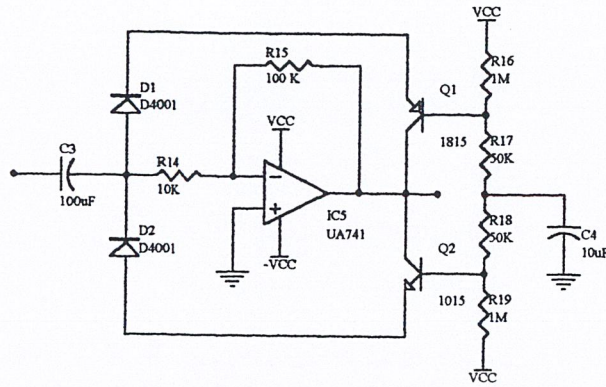 VCC
R16
1M
R15
100 K
D1
D4001
Q1
1815
VCC
R17
50K
C3
100uF
R14
10K
IC5
UA741
-VCC
R18
50K
C4
10uF
D2
D4001
Q2
1015
R19
1M
VCC